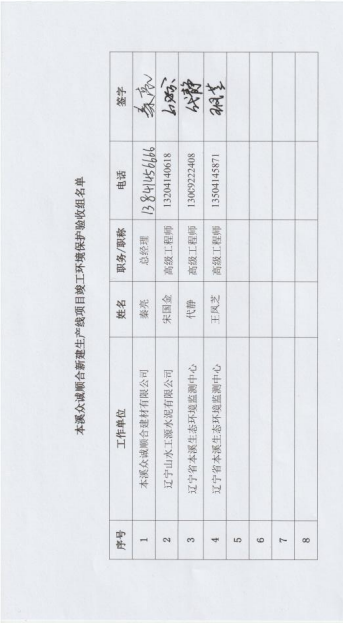 本溪众诚顺合新建生产线项目竣工环境保护验收组名单
序号 工作单位 姓名 职务/职称 电话 签字
1 本溪众诚顺合建材有限公司 秦亮 总经理 13841456666 秦亮
2 辽宁山水工源水泥有限公司 宋国金 高级工程师 13204140618
3 辽宁省本溪生态环境监测中心 代静 高级工程师 13009222408 代静
4 辽宁省本溪生态环境监测中心 王凤芝 高级工程师 13504145871
5
6
7
8